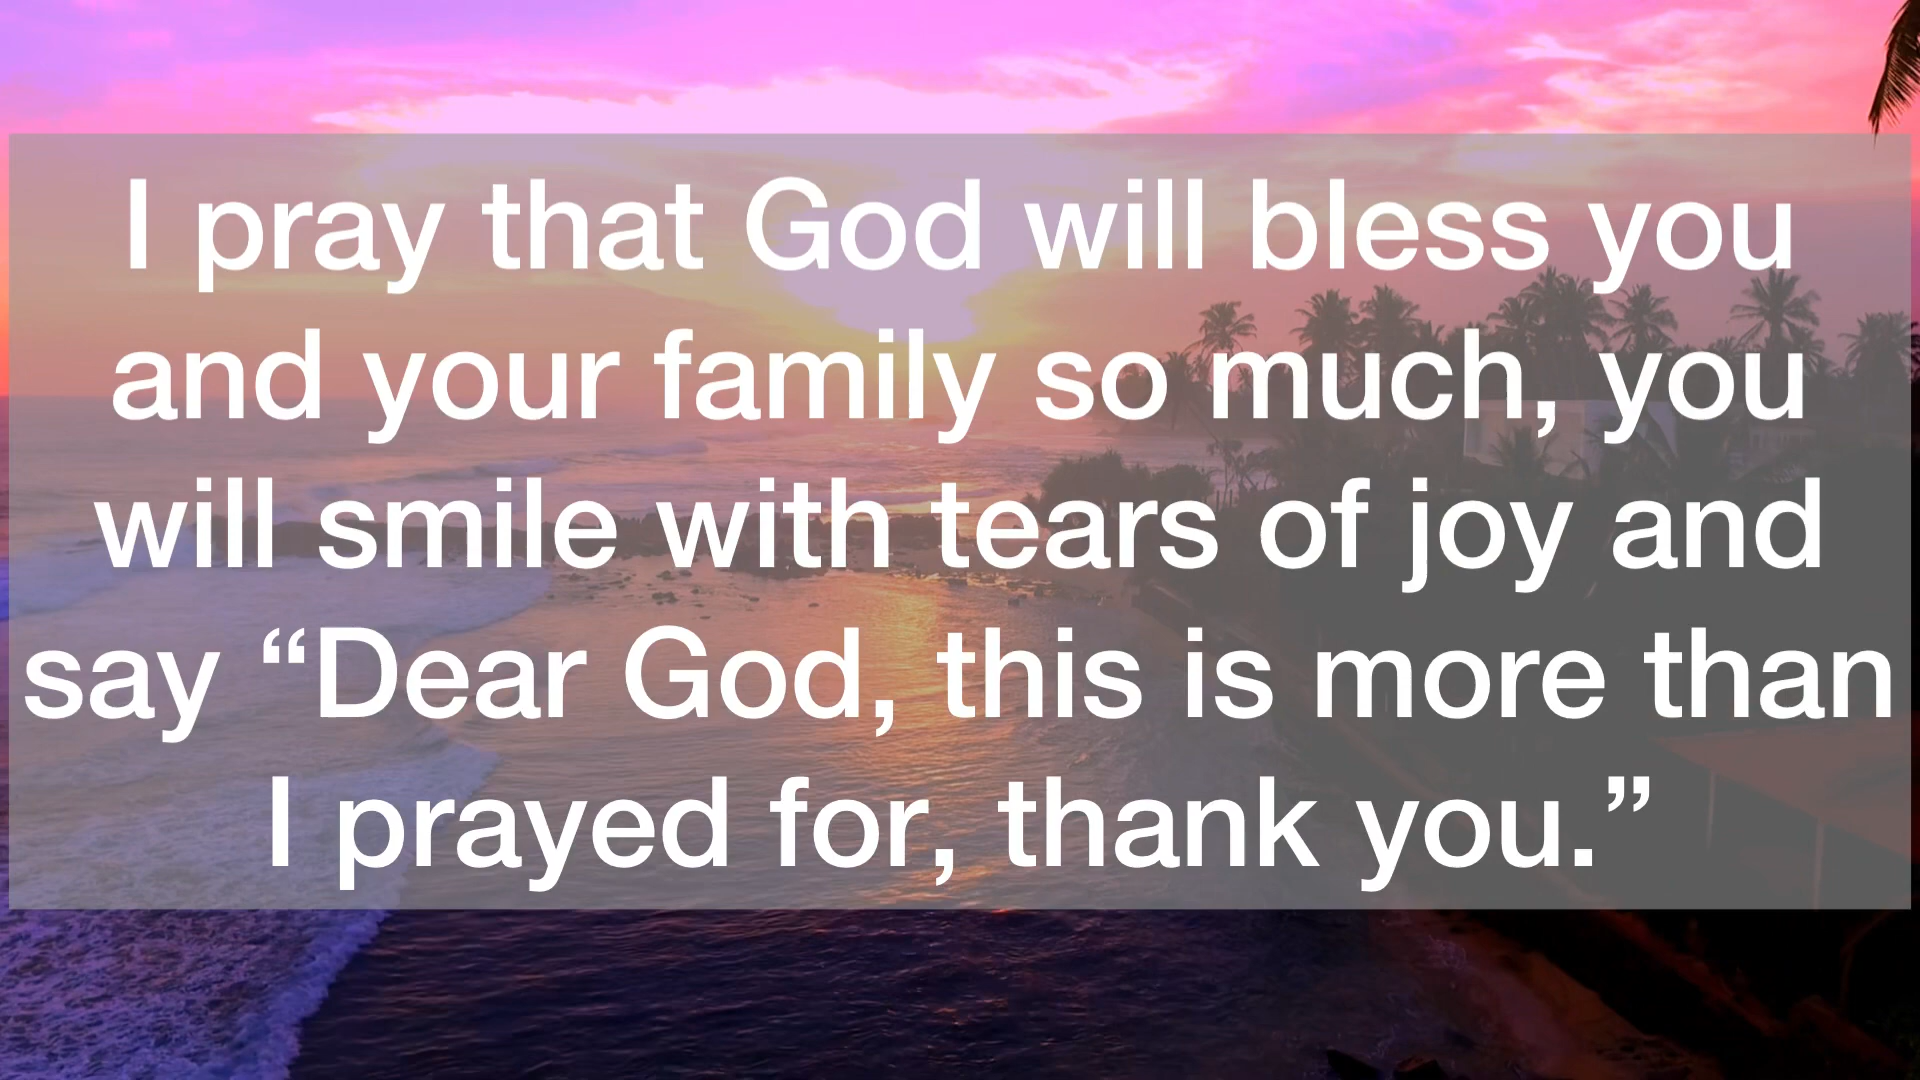 I pray that God will bless you
and your family so much, you
will smile with tears of joy and
say “Dear God, this is more than
I prayed for, thank you.”